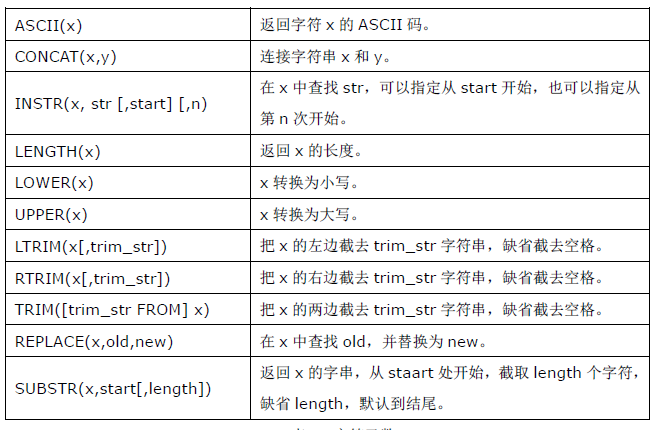 ASCII(x) 返回字符 x 的 ASCII 码。
CONCAT(x,y) 连接字符串 x 和 y。
INSTR(x, str [,start] [,n) 在 x 中查找 str，可以指定从 start 开始，也可以指定从
第 n 次开始。
LENGTH(x) 返回 x 的长度。
LOWER(x) x 转换为小写。
UPPER(x) x 转换为大写。
LTRIM(x[,trim_str]) 把 x 的左边截去 trim_str 字符串，缺省截去空格。
RTRIM(x[,trim_str]) 把 x 的右边截去 trim_str 字符串，缺省截去空格。
TRIM([trim_str FROM] x) 把 x 的两边截去 trim_str 字符串，缺省截去空格。
REPLACE(x,old,new) 在 x 中查找 old，并替换为 new。
SUBSTR(x,start[,length]) 返回 x 的字串，从 staart 处开始，截取 length 个字符，
缺省 length，默认到结尾。